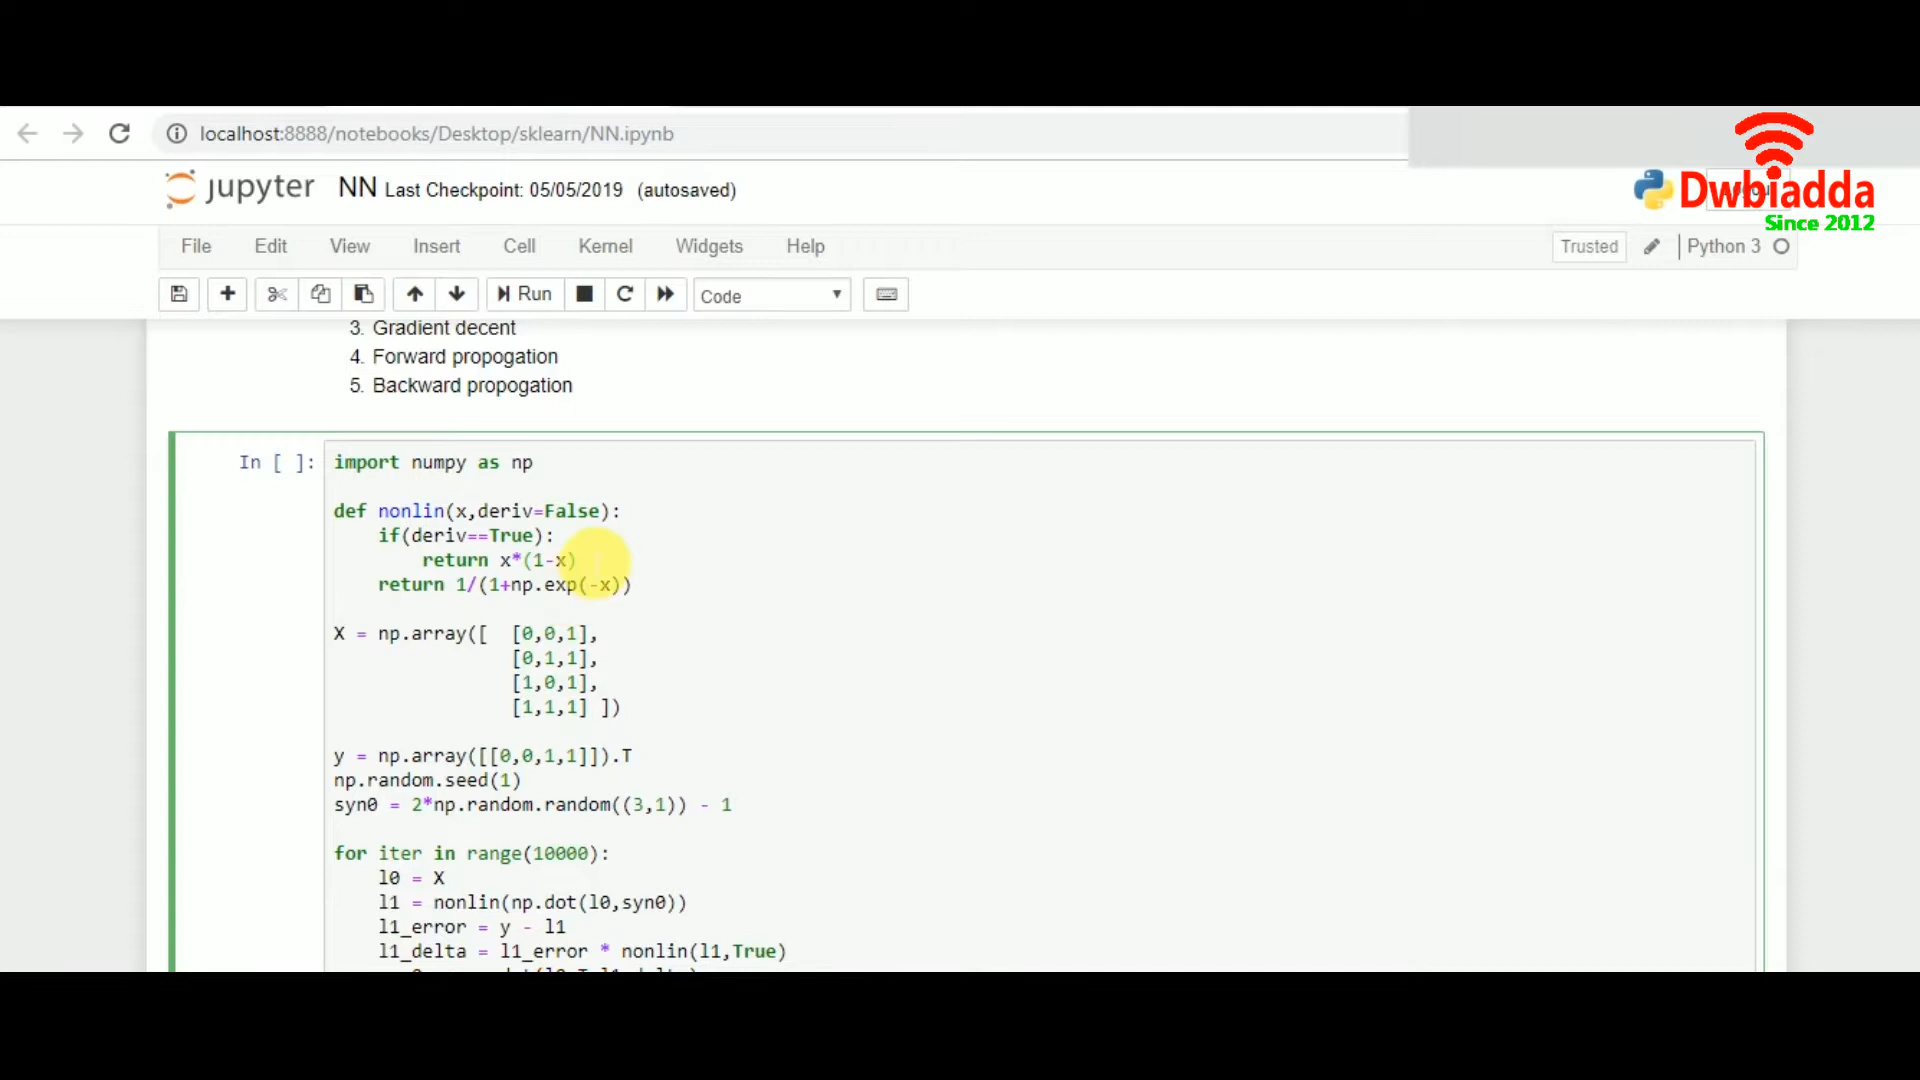 localhost:8888/notebooks/Desktop/sklearn/NN.ipynb
jupyter NN Last Checkpoint: 05/05/2019 (autosaved)
Dwbiadda
Since 2012
File Edit View Insert Cell Kernel Widgets Help Trusted Python 3
Run Code
3. Gradient decent
4. Forward propogation
5. Backward propogation
In [ ]: import numpy as np
def nonlin(x,deriv=False):
if(deriv==True):
return x*(1-x)
return 1/(1+np.exp(-x))
X = np.array([ [0,0,1],
[0,1,1],
[1,0,1],
[1,1,1] ])
y = np.array([[0,0,1,1]]).T
np.random.seed(1)
syn0 = 2*np.random.random((3,1)) - 1
for iter in range(10000):
l0 = X
l1 = nonlin(np.dot(l0,syn0))
l1_error = y - l1
l1_delta = l1_error * nonlin(l1,True)